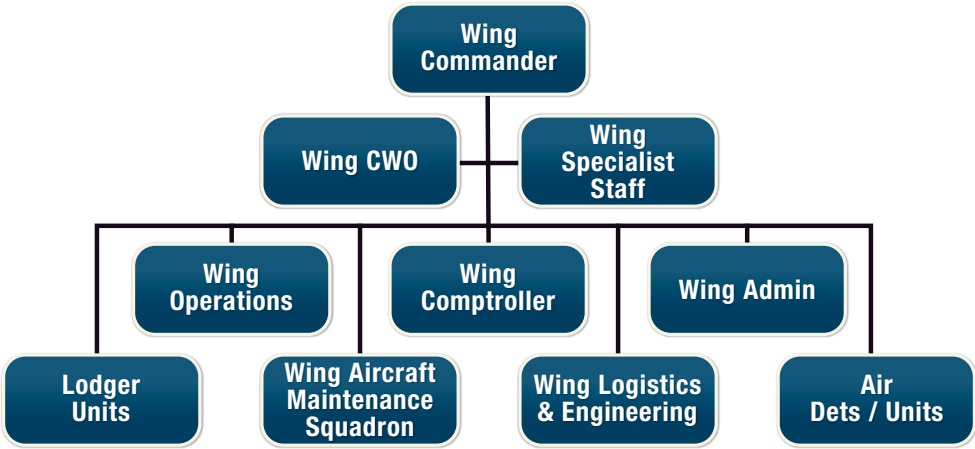 Wing
Commander
Wing CWO
Wing
Specialist
Staff
Wing
Operations
Wing
Comptroller
Wing Admin
Lodger
Units
Wing Aircraft
Maintenance
Squadron
Wing Logistics
& Engineering
Air
Dets / Units